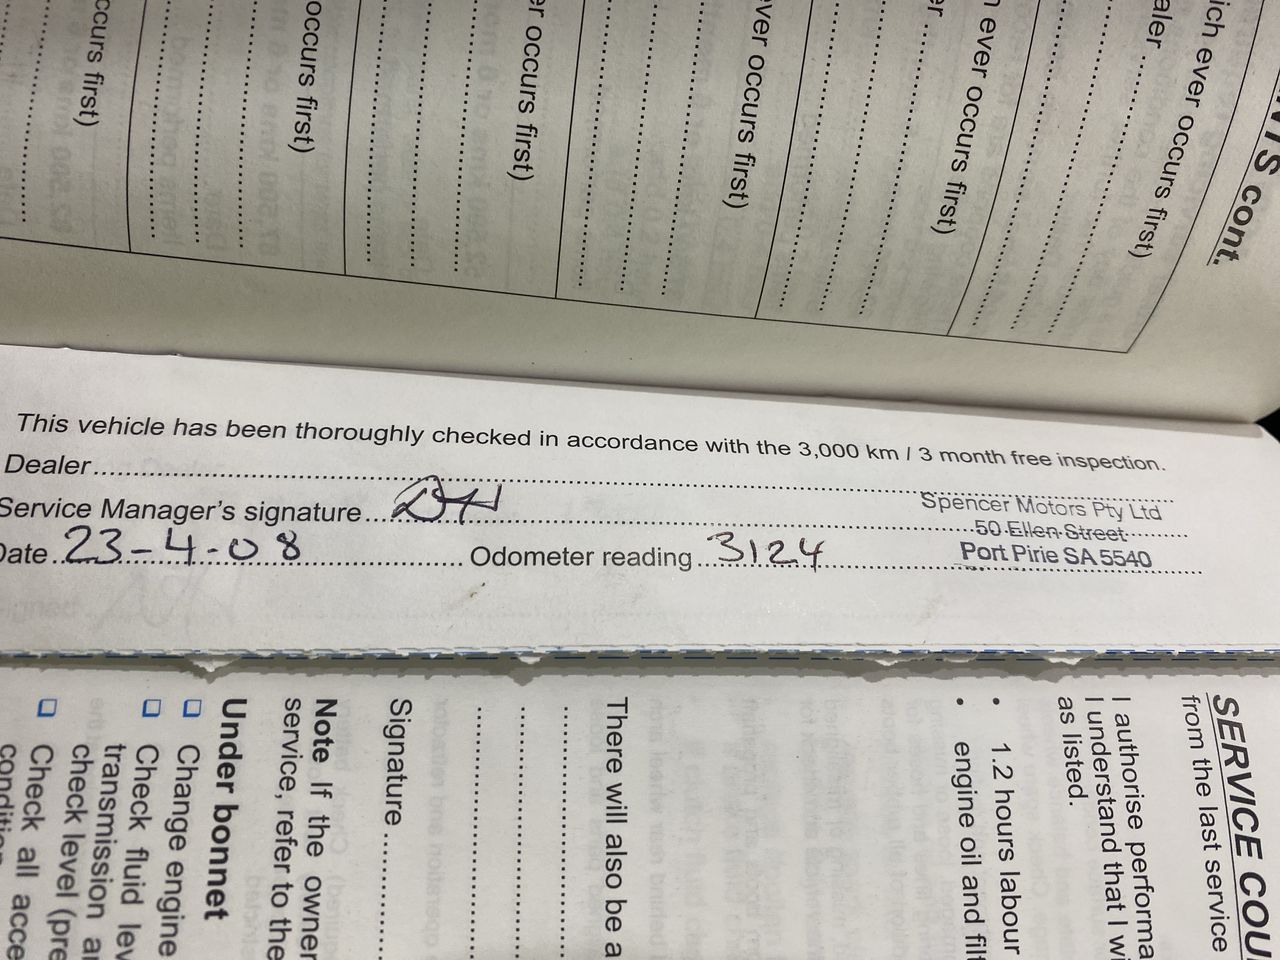 NTS cont.
ich ever occurs first)
aler
n ever occurs first)
er
ver occurs first)
er occurs first)
occurs first)
ccurs first)
This vehicle has been thoroughly checked in accordance with the 3,000 km / 3 month free inspection.
Dealer
Spencer Motors Pty Ltd
Service Manager's signature
50 Ellen Street
Date 23-4-08 Odometer reading 3124
Port Pirie SA 5540
SERVICE COU
from the last service
I authorise performa
I understand that I wi
as listed.
• 1.2 hours labour
• engine oil and filt
There will also be a
Signature
Note If the owner
service, refer to the
Under bonnet
Change engine
Check fluid lev
transmission a
check level (pre
Check all acce
condition